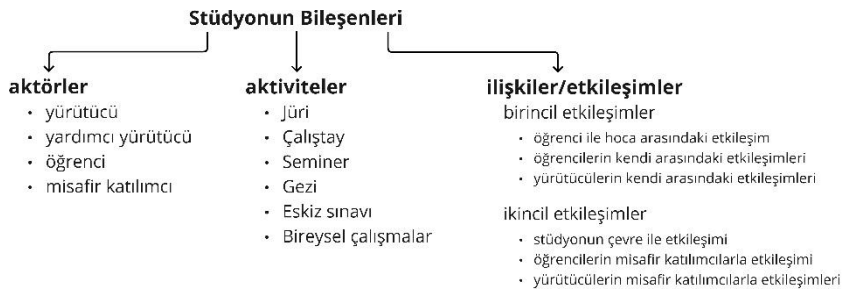 Stüdyonun Bileşenleri
aktörler
• yürütücü
• yardımcı yürütücü
• öğrenci
• misafir katılımcı
aktiviteler
• Jüri
• Çalıştay
• Seminer
• Gezi
• Eskiz sınavı
• Bireysel çalışmalar
ilişkiler/etkileşimler
birincil etkileşimler
• öğrenci ile hoca arasındaki etkileşim
• öğrencilerin kendi arasındaki etkileşimleri
• yürütücülerin kendi arasındaki etkileşimleri
ikincil etkileşimler
• stüdyonun çevre ile etkileşimi
• öğrencilerin misafir katılımcılarla etkileşimi
• yürütücülerin misafir katılımcılarla etkileşimleri